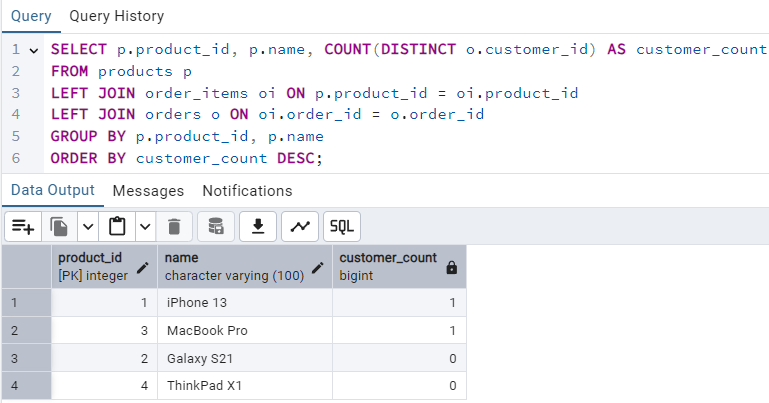 Query Query History
1 SELECT p.product_id, p.name, COUNT(DISTINCT o.customer_id) AS customer_count
2 FROM products p
3 LEFT JOIN order_items oi ON p.product_id = oi.product_id
4 LEFT JOIN orders o ON oi.order_id = o.order_id
5 GROUP BY p.product_id, p.name
6 ORDER BY customer_count DESC;
Data Output Messages Notifications
SQL
product_id name customer_count
[PK] integer character varying (100) bigint
1 1 iPhone 13 1
2 3 MacBook Pro 1
3 2 Galaxy S21 0
4 4 ThinkPad X1 0